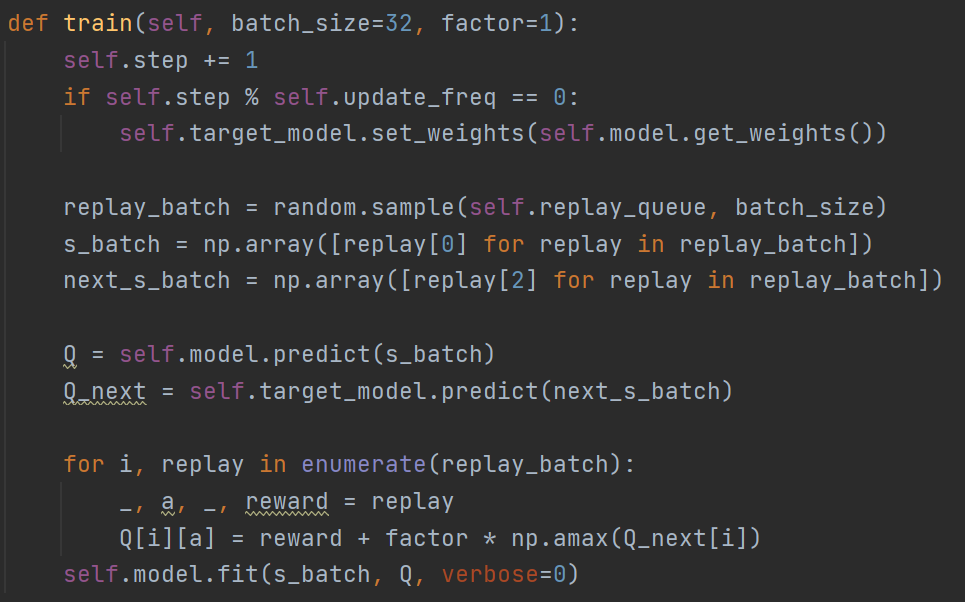 def train(self, batch_size=32, factor=1):
    self.step += 1
    if self.step % self.update_freq == 0:
        self.target_model.set_weights(self.model.get_weights())

    replay_batch = random.sample(self.replay_queue, batch_size)
    s_batch = np.array([replay[0] for replay in replay_batch])
    next_s_batch = np.array([replay[2] for replay in replay_batch])

    Q = self.model.predict(s_batch)
    Q_next = self.target_model.predict(next_s_batch)

    for i, replay in enumerate(replay_batch):
        _, a, _, reward = replay
        Q[i][a] = reward + factor * np.amax(Q_next[i])
    self.model.fit(s_batch, Q, verbose=0)